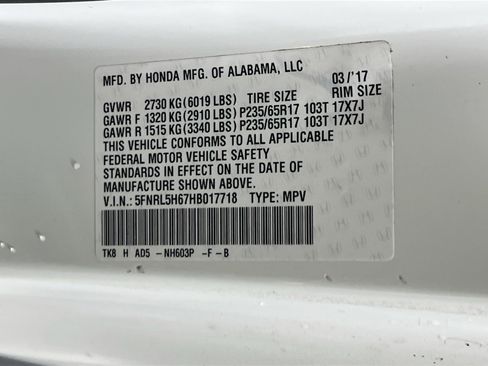 MFD. BY HONDA MFG. OF ALABAMA, LLC 03/'17
GVWR 2730 KG(6019 LBS) TIRE SIZE RIM SIZE
GAWR F 1320 KG(2910 LBS) P235/65R17 103T 17X7J
GAWR R 1515 KG(3340 LBS) P235/65R17 103T 17X7J
THIS VEHICLE CONFORMS TO ALL APPLICABLE
FEDERAL MOTOR VEHICLE SAFETY
STANDARDS IN EFFECT ON THE DATE OF
MANUFACTURE SHOWN ABOVE.
V.I.N.: 5FNRL5H67HB017718 TYPE: MPV
TK8 H AD5 -NH603P -F -B